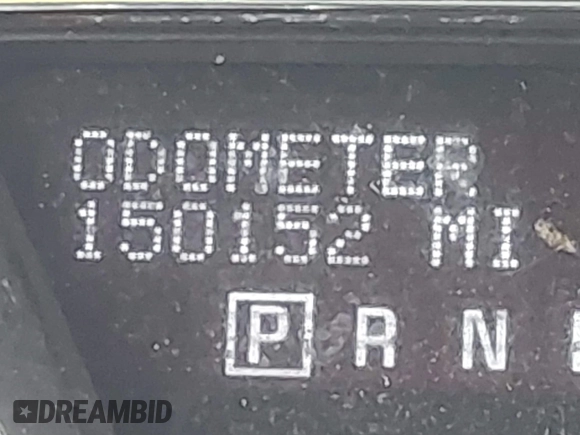 ODOMETER
150152 MI
P R N
DREAMBID